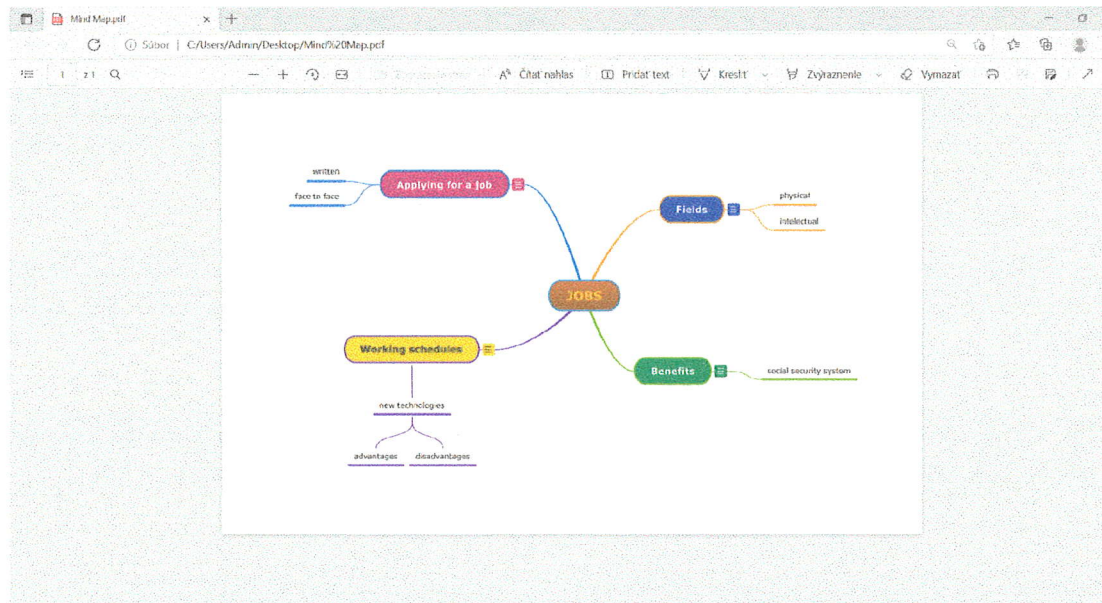 Mind Map.pdf
Súbor | C:/Users/Admin/Desktop/Mind%20Map.pdf
1 z 1
Čítať nahlas
Pridať text
Kresliť
Zvýraznenie
Vymazať
written
face to face
Applying for a job
Fields
physical
intelectual
JOBS
Working schedules
new technologies
advantages
disadvantages
Benefits
social security system